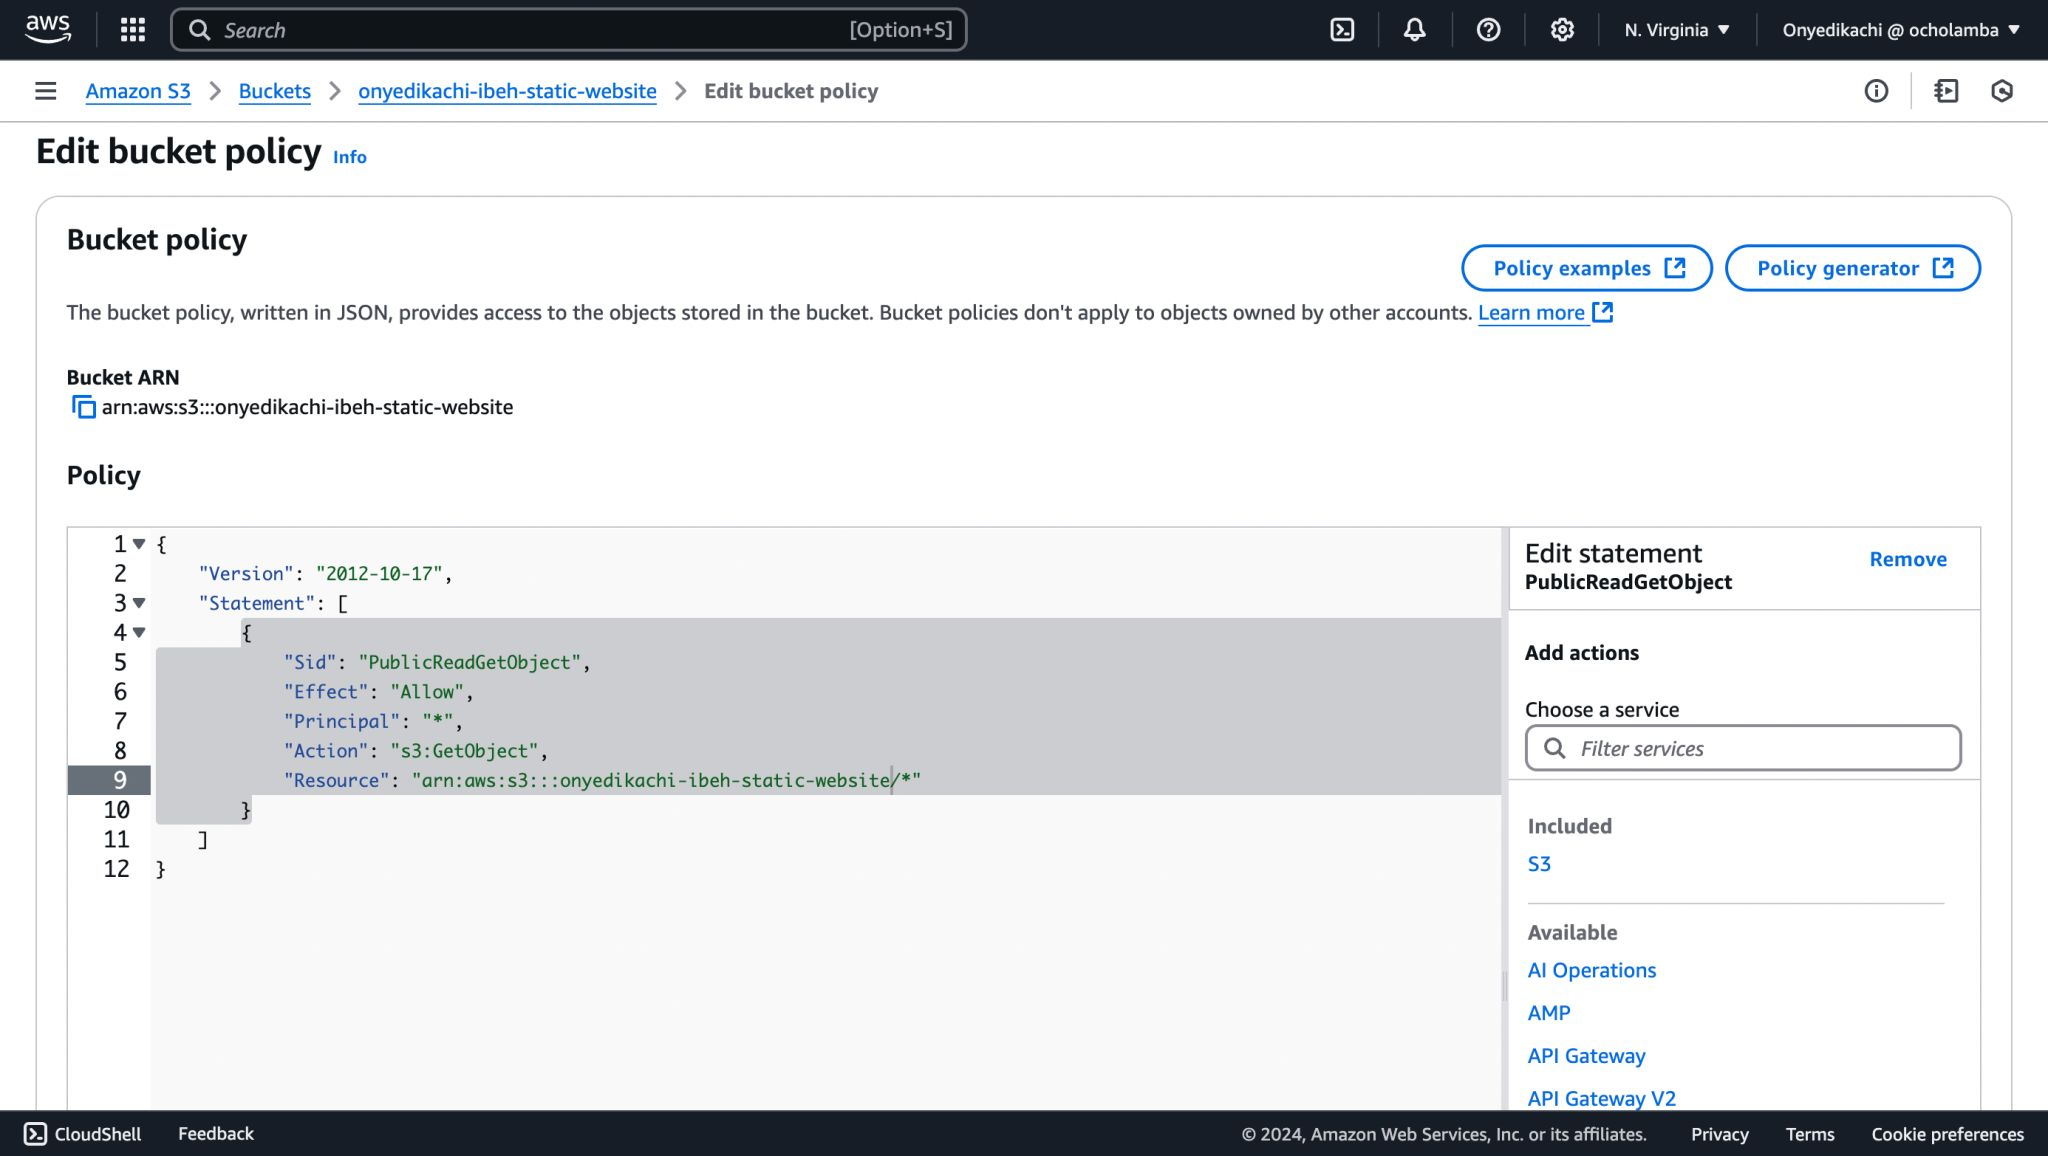 aws
Search [Option+S]
N. Virginia
Onyedikachi @ ocholamba
Amazon S3
Buckets
onyedikachi-ibeh-static-website
Edit bucket policy
Edit bucket policy Info
Bucket policy
Policy examples
Policy generator
The bucket policy, written in JSON, provides access to the objects stored in the bucket. Bucket policies don't apply to objects owned by other accounts. Learn more
Bucket ARN
arn:aws:s3:::onyedikachi-ibeh-static-website
Policy
1 {
2 "Version": "2012-10-17",
3 "Statement": [
4 {
5 "Sid": "PublicReadGetObject",
6 "Effect": "Allow",
7 "Principal": "*",
8 "Action": "s3:GetObject",
9 "Resource": "arn:aws:s3:::onyedikachi-ibeh-static-website/*"
10 }
11 ]
12 }
Edit statement
Remove
PublicReadGetObject
Add actions
Choose a service
Filter services
Included
S3
Available
AI Operations
AMP
API Gateway
API Gateway V2
CloudShell
Feedback
© 2024, Amazon Web Services, Inc. or its affiliates.
Privacy
Terms
Cookie preferences